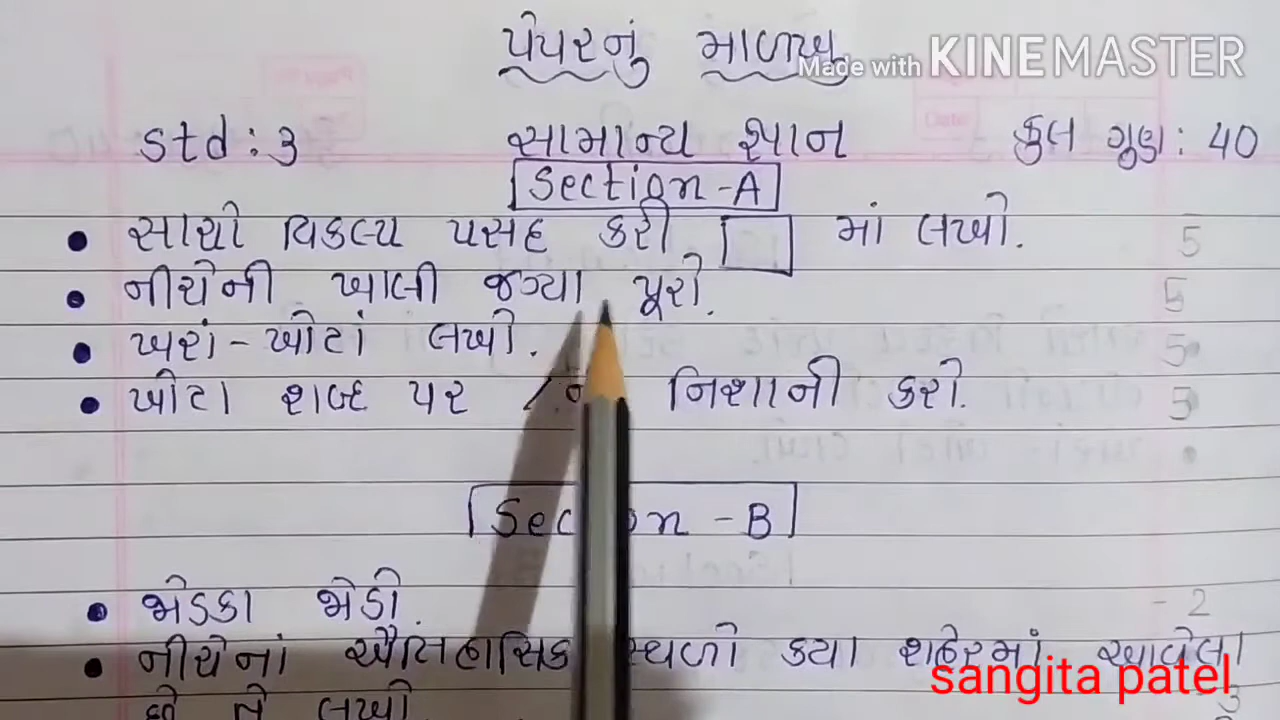 પેપરનું માળખુ
Made with KINEMASTER
std : 3 સામાન્ય જ્ઞાન કુલ ગુણ : 40
Section - A
• સાચો વિકલ્પ પસંદ કરી માં લખો. 5
• નીચેની ખાલી જગ્યા પૂરો. 5
• ખરાં - ખોટાં લખો. 5
• ખોટા શબ્દ પર નિશાની કરો. 5
Section - B
• જોડકા જોડો. - 2
• નીચેનાં ઐતિહાસિક સ્થળો કયા શહેરમાં આવેલા
છે તે લખો. 3
sangita patel